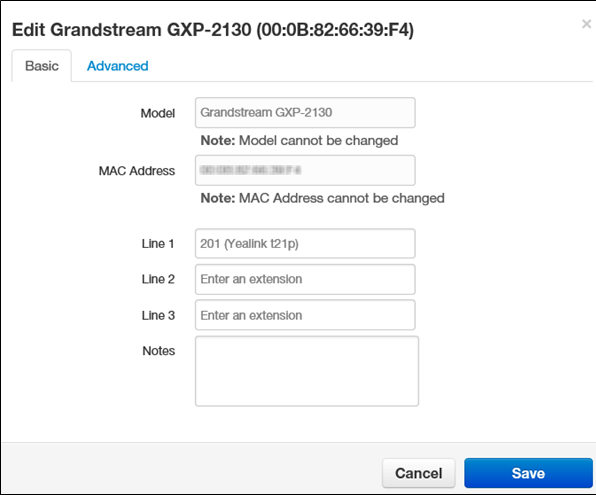 Edit Grandstream GXP-2130 (00:0B:82:66:39:F4)
×
Basic
Advanced
Model
Grandstream GXP-2130
Note: Model cannot be changed
MAC Address
Note: MAC Address cannot be changed
Line 1
201 (Yealink t21p)
Line 2
Enter an extension
Line 3
Enter an extension
Notes
Cancel
Save